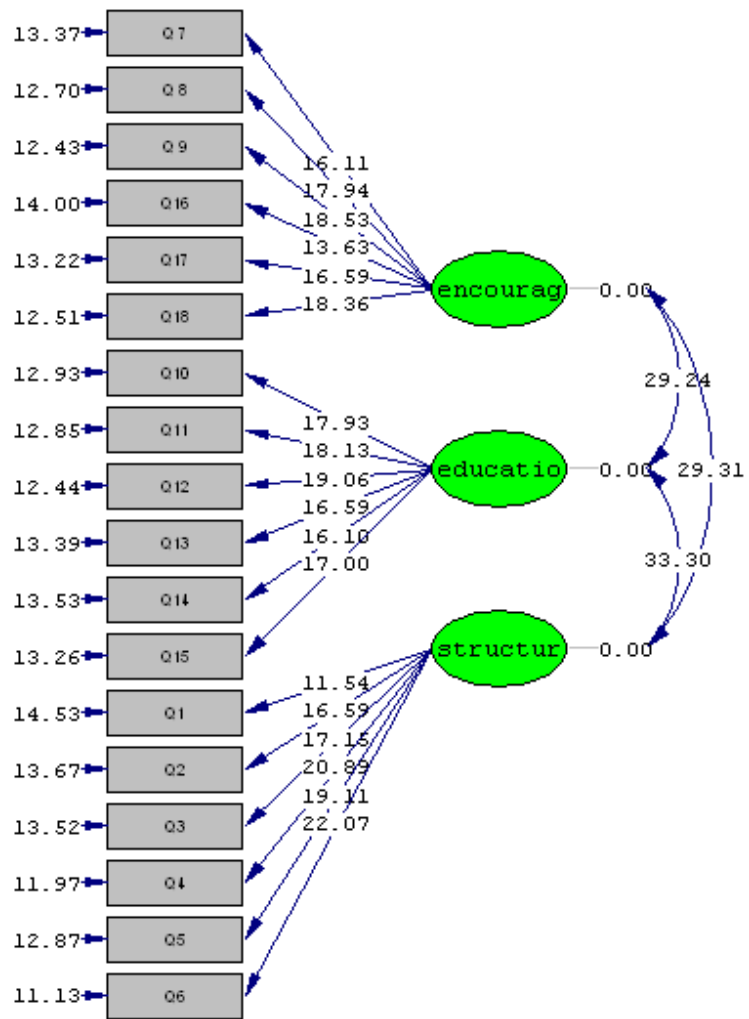 13.37 Q7
12.70 Q8
12.43 Q9
16.11
17.94
14.00 Q16
18.53
13.63
13.22 Q17
16.59
18.36
encourag 0.00
12.51 Q18
12.93 Q10
29.24
17.93
12.85 Q11
18.13
educatio 0.00 29.31
12.44 Q12
19.06
16.59
13.39 Q13
16.10
17.00
33.30
13.53 Q14
13.26 Q15
structur 0.00
11.54
14.53 Q1
16.59
17.15
13.67 Q2
20.89
19.11
13.52 Q3
22.07
11.97 Q4
12.87 Q5
11.13 Q6